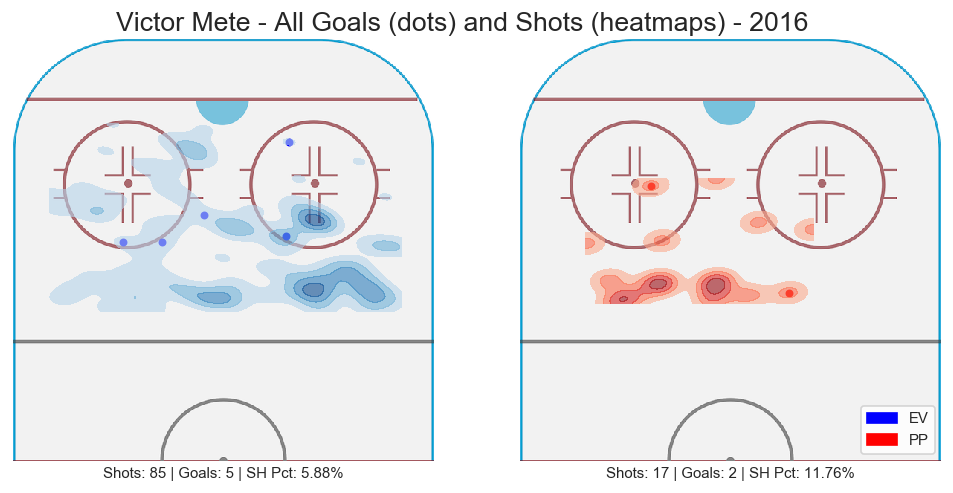 Victor Mete - All Goals (dots) and Shots (heatmaps) - 2016
EV
PP
Shots: 85 | Goals: 5 | SH Pct: 5.88%
Shots: 17 | Goals: 2 | SH Pct: 11.76%